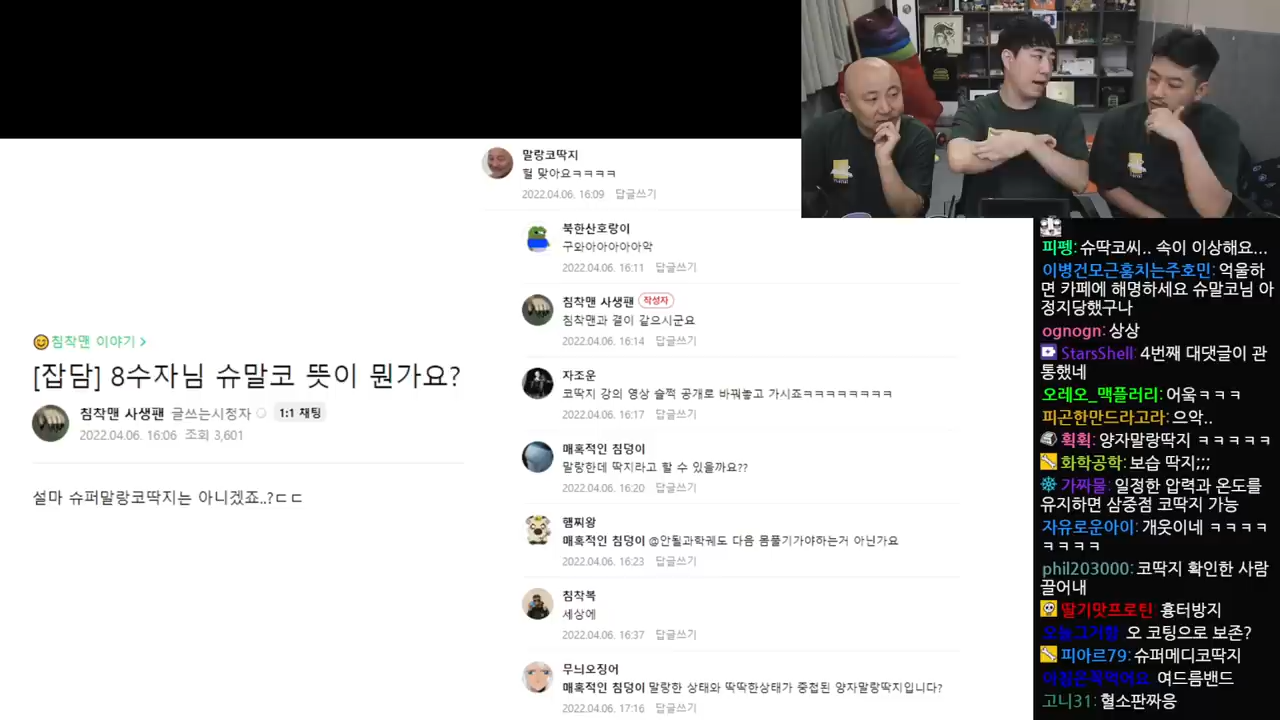 침착맨 이야기 >
[잡담] 8수자님 슈말코 뜻이 뭔가요?
침착맨 사생팬 글쓰는시청자 1:1 채팅
2022.04.06. 16:06 조회 3,601
설마 슈퍼말랑코딱지는 아니겠죠..?ㄷㄷ
말랑코딱지
헐 맞아요ㅋㅋㅋㅋ
2022.04.06. 16:09 답글쓰기
북한산호랑이
구와아아아아아악
2022.04.06. 16:11 답글쓰기
침착맨 사생팬 작성자
침착맨과 결이 같으시군요
2022.04.06. 16:14 답글쓰기
자조운
코딱지 강의 영상 슬쩍 공개로 바꿔놓고 가시죠ㅋㅋㅋㅋㅋㅋㅋㅋ
2022.04.06. 16:17 답글쓰기
매혹적인 침덩이
말랑한데 딱지라고 할 수 있을까요??
2022.04.06. 16:20 답글쓰기
햄찌왕
매혹적인 침덩이 @안될과학궤도 다음 몸풀기가야하는거 아닌가요
2022.04.06. 16:23 답글쓰기
침착복
세상에
2022.04.06. 16:37 답글쓰기
무늬오징어
매혹적인 침덩이 말랑한 상태와 딱딱한상태가 중첩된 양자말랑딱지입니다?
2022.04.06. 17:16 답글쓰기
피펭: 슈딱코씨.. 속이 이상해요...
이병건모근훔치는주호민: 억울하
면 카페에 해명하세요 슈말코님 아
정지당했구나
ognogn: 상상
StarsShell: 4번째 대댓글이 관
통했네
오레오_맥플러리: 어욱ㅋㅋㅋ
피곤한만드라고라: 으악..
휙휙: 양자말랑딱지 ㅋㅋㅋㅋㅋ
화학공학: 보습 딱지;;;
가짜물: 일정한 압력과 온도를
유지하면 삼중점 코딱지 가능
자유로운아이: 개웃이네 ㅋㅋㅋㅋ
ㅋㅋㅋㅋ
phil203000: 코딱지 확인한 사람
끌어내
딸기맛프로틴: 흉터방지
오늘그거함: 오 코팅으로 보존?
피아르79: 슈퍼메디코딱지
아침은꼭먹어요: 여드름밴드
고니31: 혈소판짜응